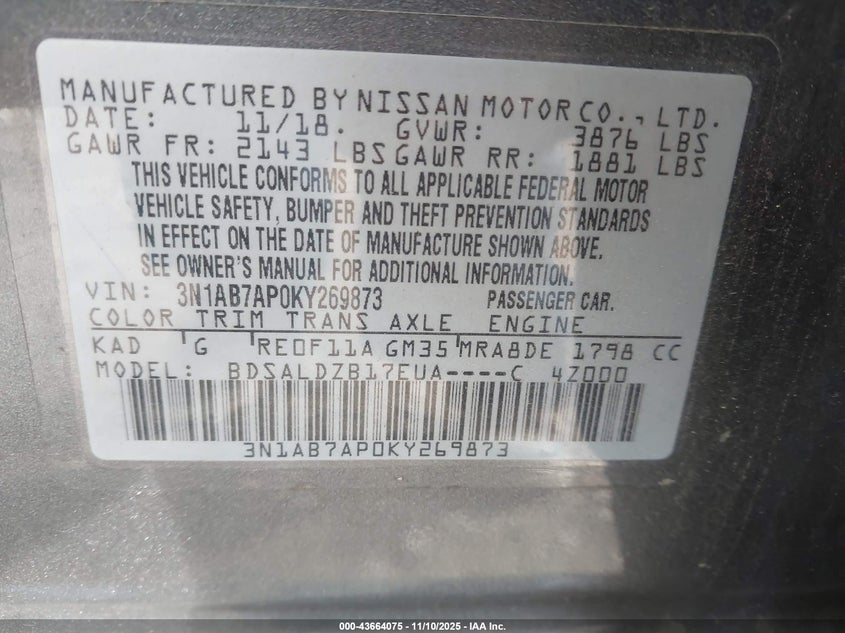 MANUFACTURED BY NISSAN MOTOR CO., LTD.
DATE: 11/18. GVWR: 3876 LBS
GAWR FR: 2143 LBS GAWR RR: 1881 LBS
THIS VEHICLE CONFORMS TO ALL APPLICABLE FEDERAL MOTOR
VEHICLE SAFETY, BUMPER AND THEFT PREVENTION STANDARDS
IN EFFECT ON THE DATE OF MANUFACTURE SHOWN ABOVE.
SEE OWNER'S MANUAL FOR ADDITIONAL INFORMATION.
VIN: 3N1AB7AP0KY269873 PASSENGER CAR.
COLOR TRIM TRANS AXLE ENGINE
KAD G RE0F11A GM35 MRA8DE 1798 CC
MODEL: BDSALDZB17EUA----C 4Z000
3N1AB7AP0KY269873
000-43664075 — 11/10/2025 — IAA Inc.